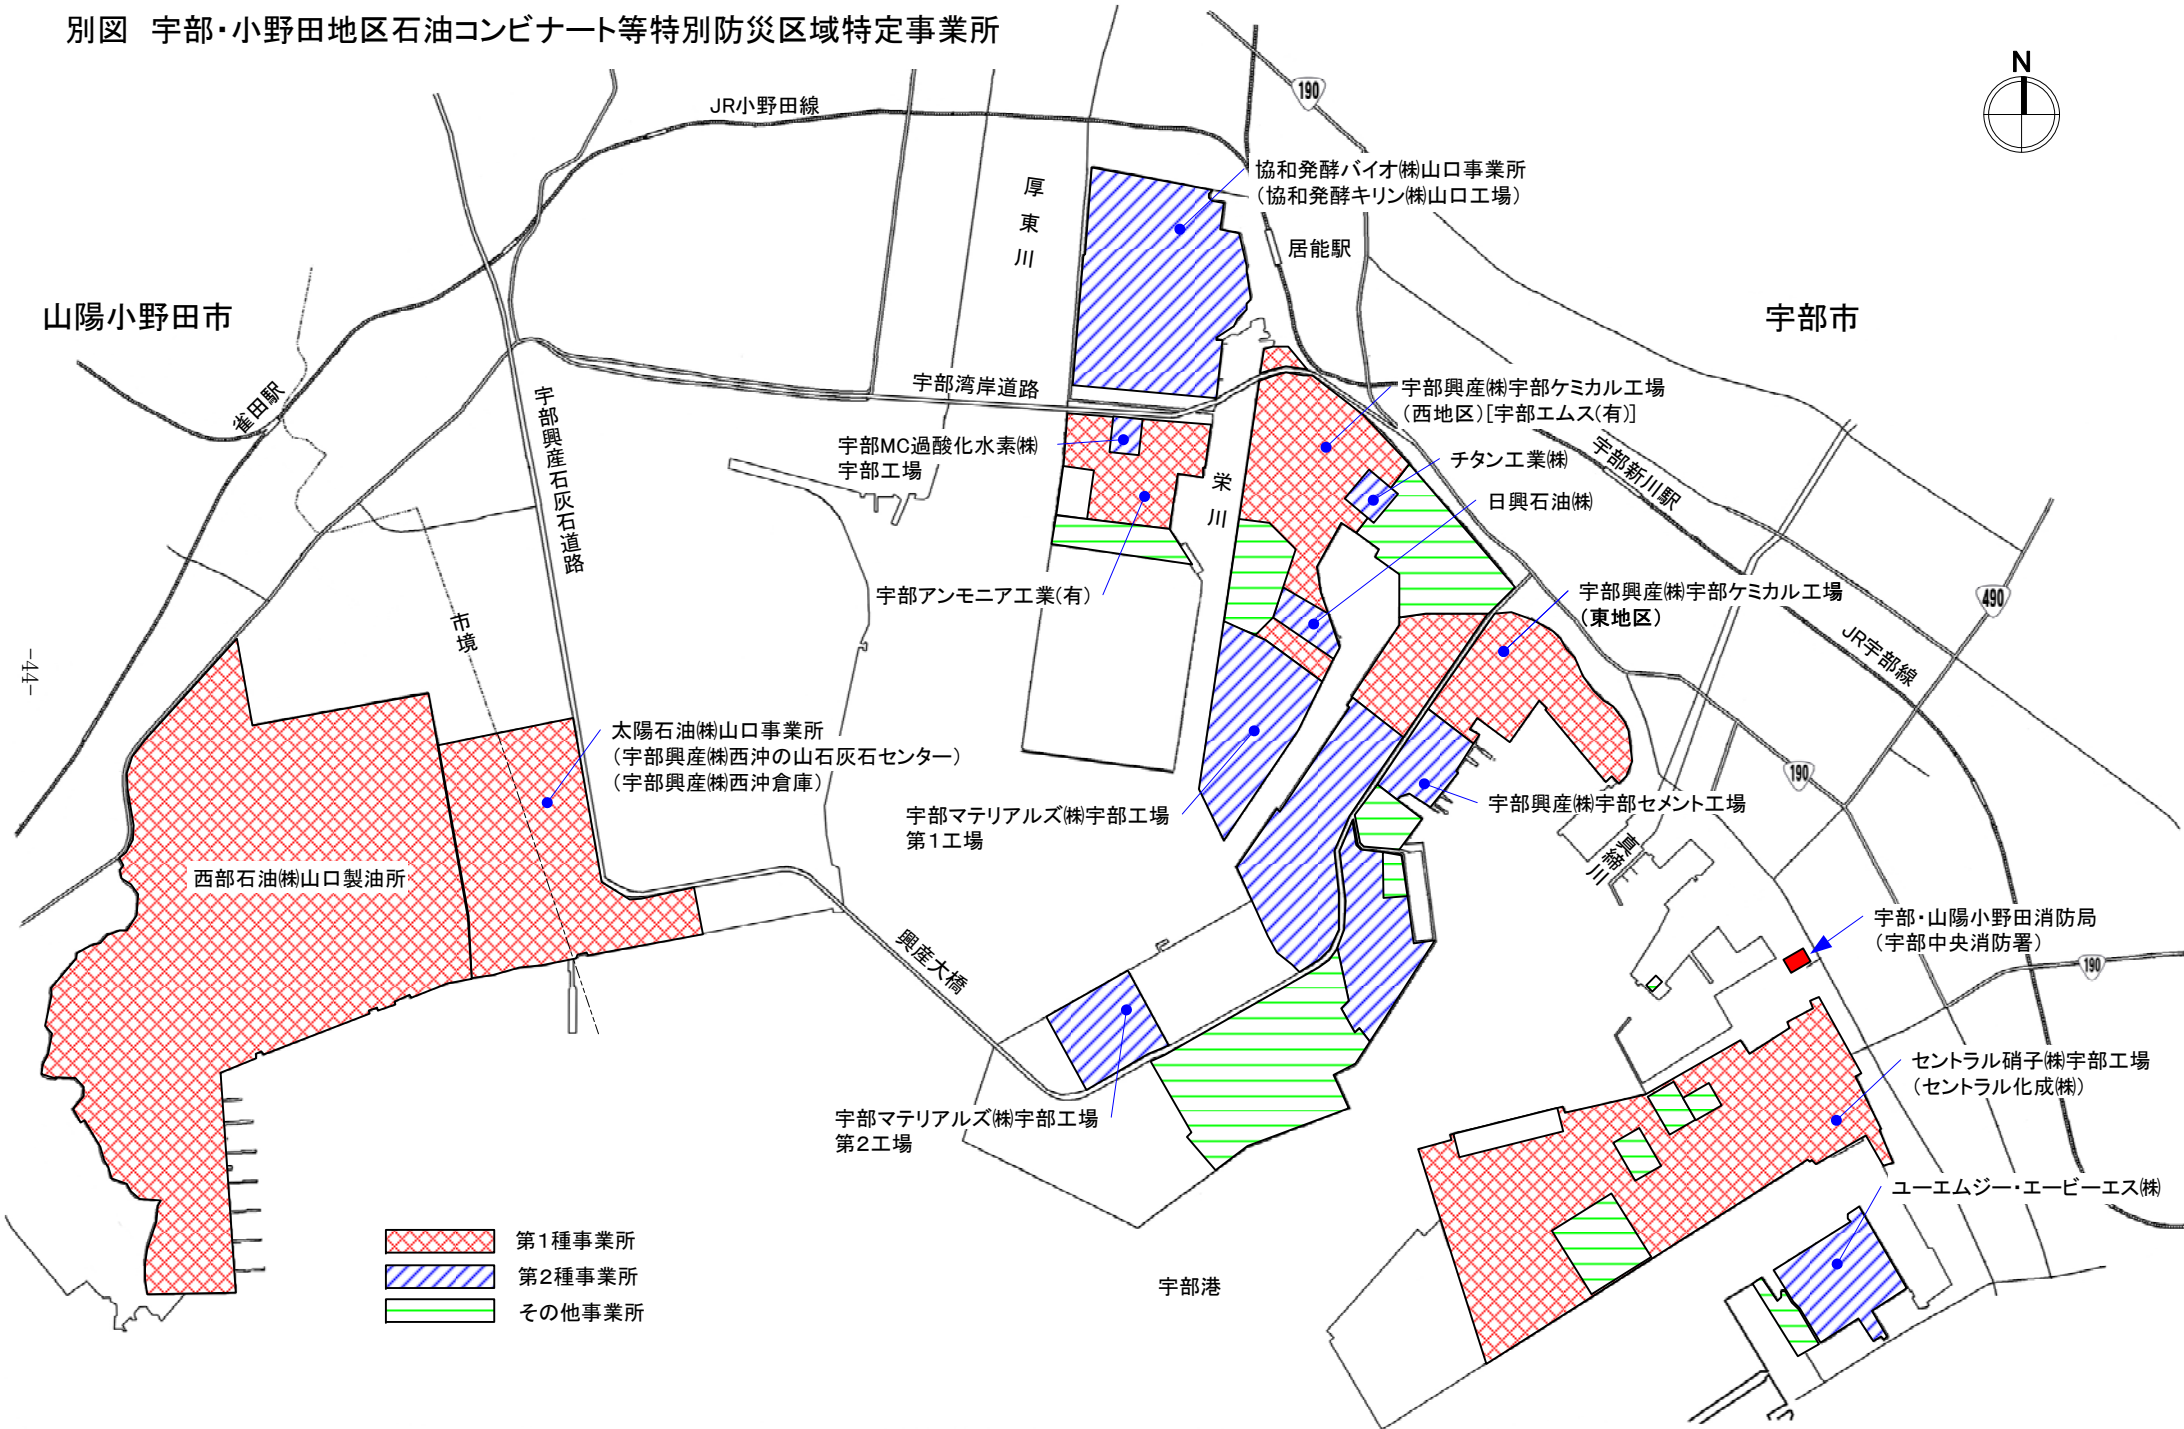 別図 宇部・小野田地区石油コンビナート等特別防災区域特定事業所
N
190
JR小野田線
協和発酵バイオ㈱山口事業所
（協和発酵キリン㈱山口工場）
厚東川
居能駅
山陽小野田市
宇部市
宇部湾岸道路
宇部興産㈱宇部ケミカル工場
（西地区）[宇部エムス(有)]
雀田駅
宇部興産石灰石道路
宇部MC過酸化水素㈱
宇部工場
チタン工業㈱
宇部新川駅
栄川
日興石油㈱
宇部アンモニア工業(有)
宇部興産㈱宇部ケミカル工場
（東地区）
490
市境
JR宇部線
-44-
太陽石油㈱山口事業所
（宇部興産㈱西沖の山石灰石センター）
（宇部興産㈱西沖倉庫）
190
宇部マテリアルズ㈱宇部工場
第1工場
宇部興産㈱宇部セメント工場
真締川
西部石油㈱山口製油所
宇部・山陽小野田消防局
（宇部中央消防署）
興産大橋
190
セントラル硝子㈱宇部工場
（セントラル化成㈱）
宇部マテリアルズ㈱宇部工場
第2工場
ユーエムジー・エービーエス㈱
第1種事業所
第2種事業所
その他事業所
宇部港